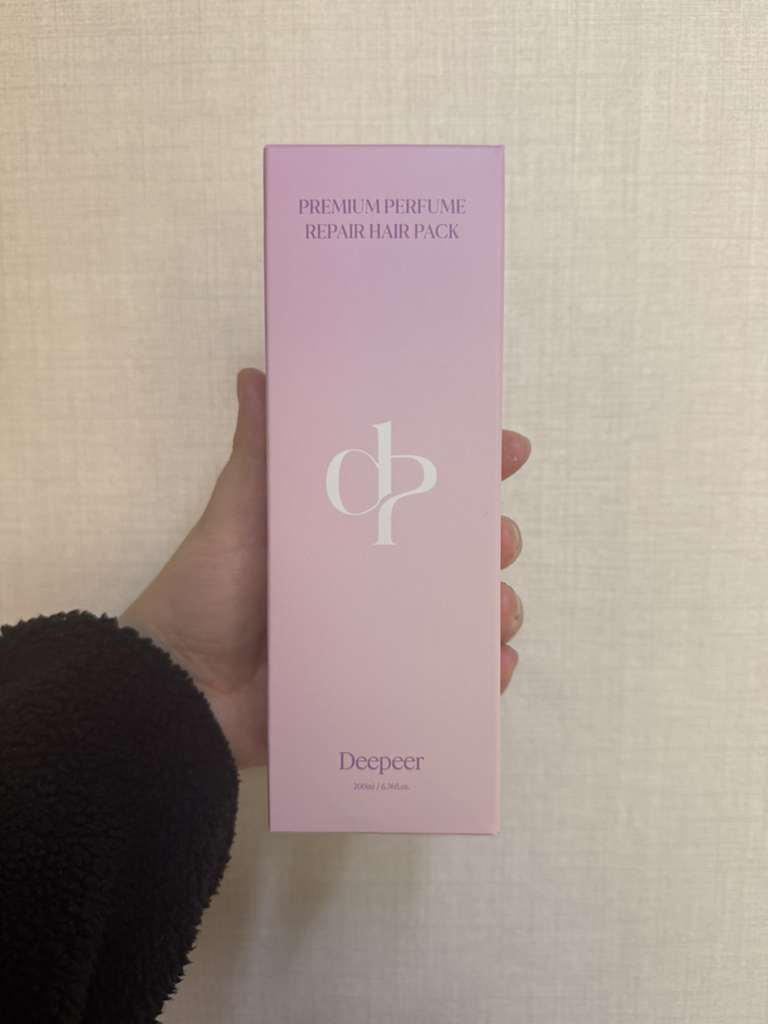 PREMIUM PERFUME
REPAIR HAIR PACK
dp
Deepeer
200ml / 6.76fl.oz.